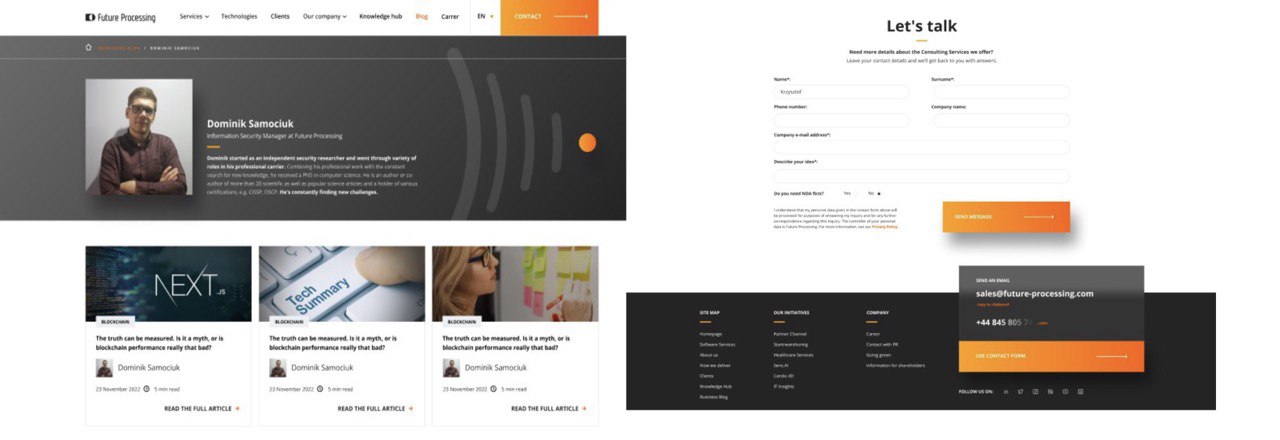 Future Processing
Services
Technologies
Clients
Our company
Knowledge hub
Blog
Carrer
EN
CONTACT
BUSINESS BLOG / DOMINIK SAMOCIUK
Dominik Samociuk
Information Security Manager at Future Processing
Dominik started as an independent security researcher and went through variety of
roles in his professional carrier. Combining his professional work with the constant
search for new knowledge, he received a PhD in computer science. He is an author or co-
author of more than 20 scientific as well as popular science articles and a holder of various
certifications; e.g. CISSP, OSCP. He's constantly finding new challenges.
NEXT.JS
BLOCKCHAIN
The truth can be measured. Is it a myth, or is
blockchain performance really that bad?
Dominik Samociuk
23 November 2022 5 min read
READ THE FULL ARTICLE
Tech
Summary
BLOCKCHAIN
The truth can be measured. Is it a myth, or is
blockchain performance really that bad?
Dominik Samociuk
23 November 2022 5 min read
READ THE FULL ARTICLE
BLOCKCHAIN
The truth can be measured. Is it a myth, or is
blockchain performance really that bad?
Dominik Samociuk
23 November 2022 5 min read
READ THE FULL ARTICLE
Let's talk
Need more details about the Consulting Services we offer?
Leave your contact details and we'll get back to you with answers.
Name*:
Surname*:
Krzysztof
Phone number:
Company name:
Company e-mail address*:
Describe your idea*:
Do you need NDA first? Yes No
I understand that my personal data given in the contact form above will
be processed for purposes of answering my inquiry and for any further
correspondence regarding this inquiry. The controller of your personal
data is Future Processing. For more information, see our Privacy Policy.
SEND MESSAGE
SEND AN EMAIL
sales@future-processing.com
copy to clipboard
+44 845 805 74
USE CONTACT FORM
FOLLOW US ON:
SITE MAP
Homepage
Software Services
About us
How we deliver
Clients
Knowledge Hub
Business Blog
OUR INITIATIVES
Partner Channel
Startnearshoring
Healthcare Services
Sens.AI
Cardio 4D
IT Insights
COMPANY
Career
Contact with PR
Going green
Information for shareholders